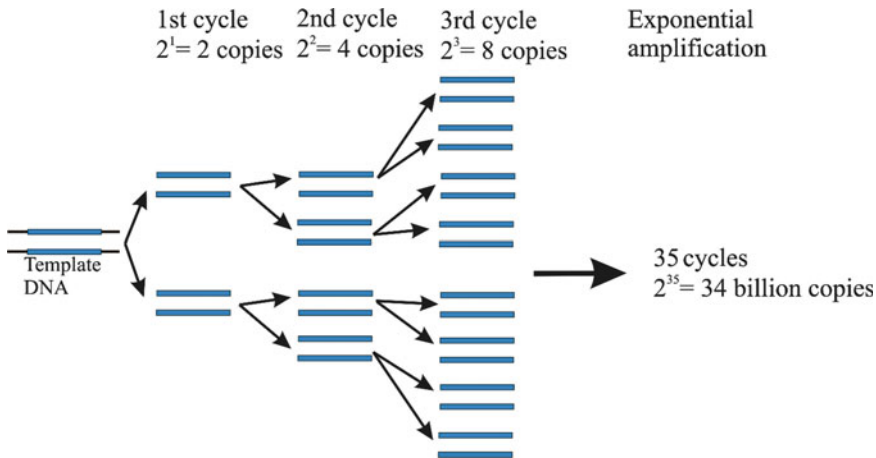 1st cycle
2¹= 2 copies
2nd cycle
2²= 4 copies
3rd cycle
2³= 8 copies
Exponential
amplification
Template
DNA
35 cycles
2³⁵= 34 billion copies